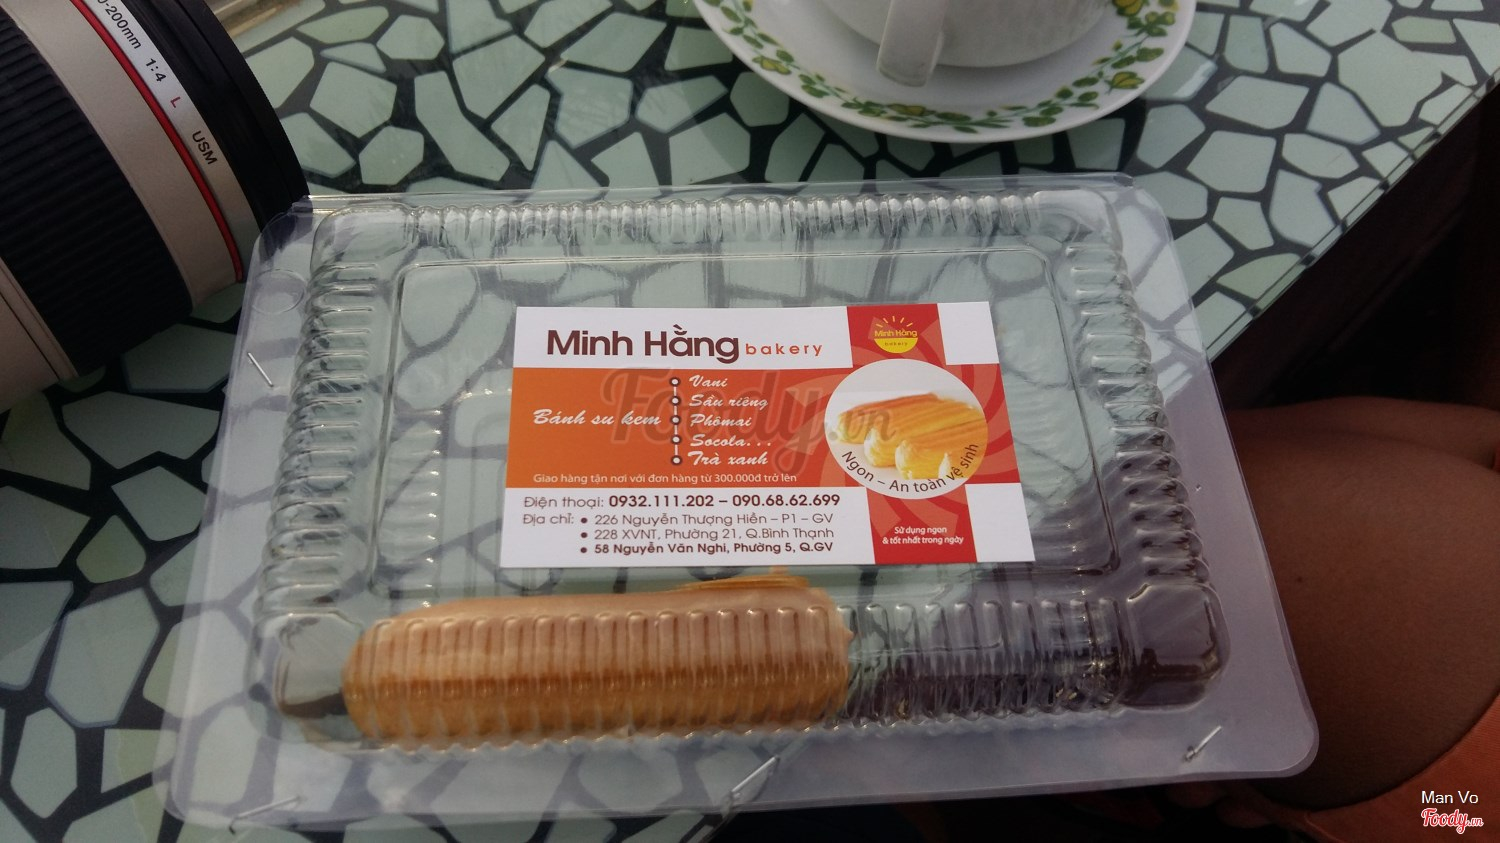 0-200mm 1:4 L USM
Minh Hằng bakery
Minh Hằng
BAKERY
Bánh su kem
Vani
Sầu riêng
Phômai
Socola...
Trà xanh
Giao hàng tận nơi với đơn hàng từ 300.000đ trở lên
Ngon – An toàn vệ sinh
Điện thoại: 0932.111.202 – 090.68.62.699
Địa chỉ: • 226 Nguyễn Thượng Hiền – P1 – GV
• 228 XVNT, Phường 21, Q.Bình Thạnh
• 58 Nguyễn Văn Nghi, Phường 5, Q.GV
Sử dụng ngon
& tốt nhất trong ngày
Foody.vn
Man Vo
Foody.vn